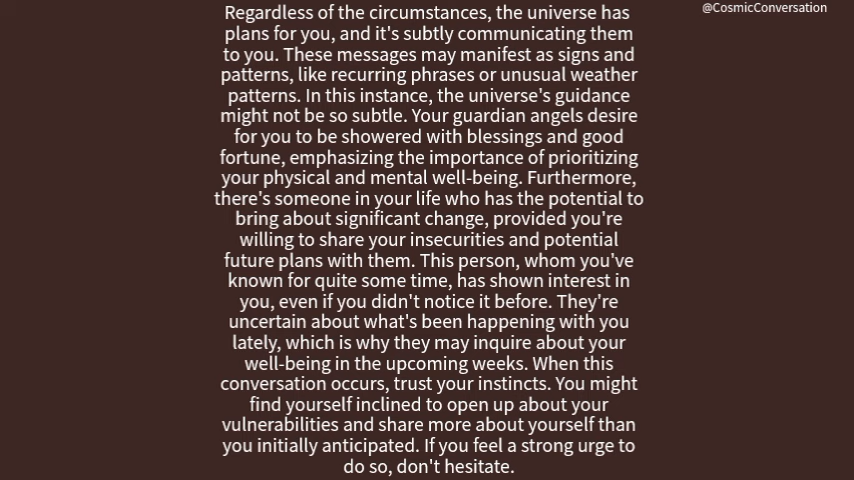 @CosmicConversation
Regardless of the circumstances, the universe has
plans for you, and it's subtly communicating them
to you. These messages may manifest as signs and
patterns, like recurring phrases or unusual weather
patterns. In this instance, the universe's guidance
might not be so subtle. Your guardian angels desire
for you to be showered with blessings and good
fortune, emphasizing the importance of prioritizing
your physical and mental well-being. Furthermore,
there's someone in your life who has the potential to
bring about significant change, provided you're
willing to share your insecurities and potential
future plans with them. This person, whom you've
known for quite some time, has shown interest in
you, even if you didn't notice it before. They're
uncertain about what's been happening with you
lately, which is why they may inquire about your
well-being in the upcoming weeks. When this
conversation occurs, trust your instincts. You might
find yourself inclined to open up about your
vulnerabilities and share more about yourself than
you initially anticipated. If you feel a strong urge to
do so, don't hesitate.